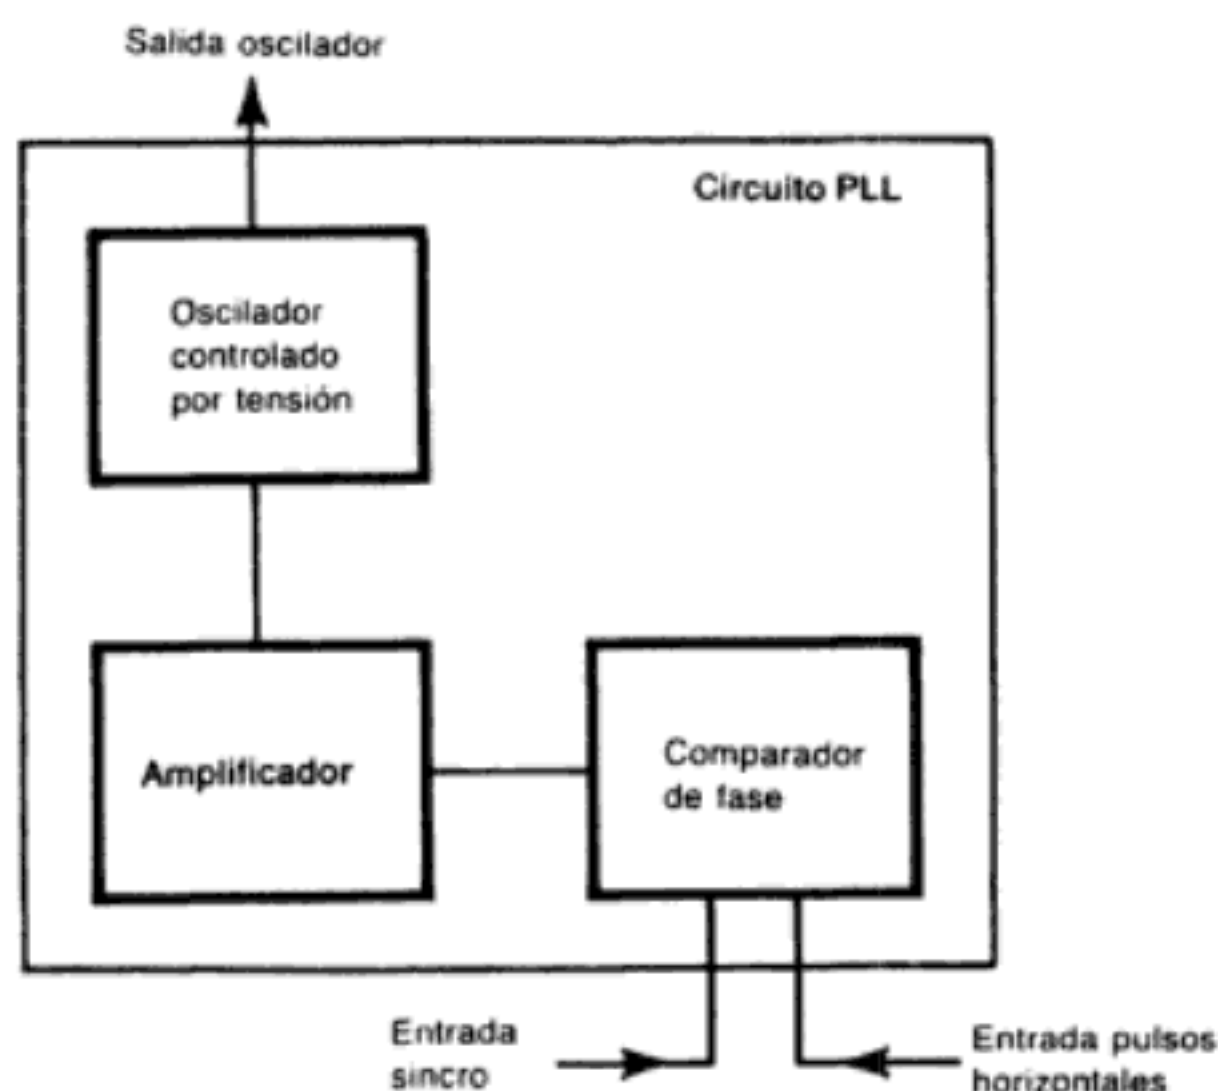 Salida oscilador
Circuito PLL
Oscilador
controlado
por tensión
Amplificador
Comparador
de fase
Entrada
sincro
Entrada pulsos
horizontales